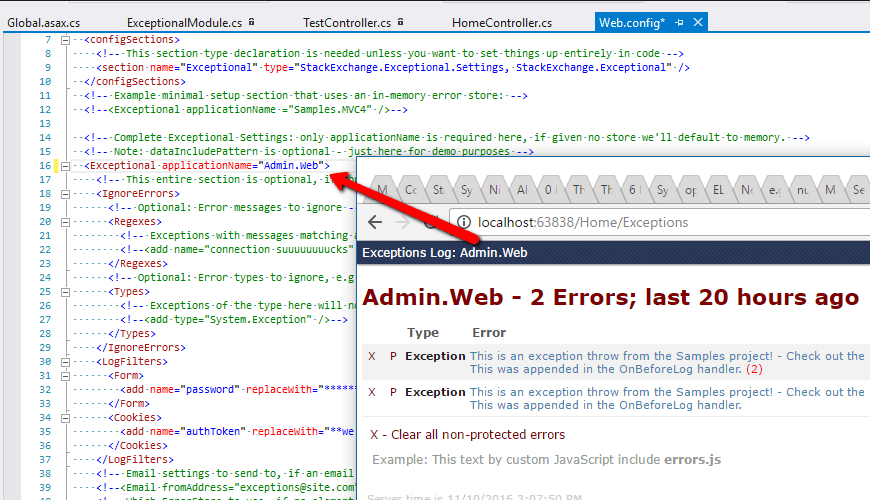 Global.asax.cs ExceptionalModule.cs TestController.cs HomeController.cs Web.config*
7 <configSections>
8 <!-- This section type declaration is needed unless you want to set things up entirely in code -->
9 <section name="Exceptional" type="StackExchange.Exceptional.Settings, StackExchange.Exceptional" />
10 </configSections>
11 <!-- Example minimal setup section that uses an in-memory error store: -->
12 <!--<Exceptional applicationName ="Samples.MVC4" />-->
13
14 <!-- Complete Exceptional Settings: only applicationName is required here, if given no store we'll default to memory. -->
15 <!-- Note: dataIncludePattern is optional - just here for demo purposes -->
16 <Exceptional applicationName="Admin.Web">
17 <!-- This entire section is optional,
18 <IgnoreErrors>
19 <!-- Optional: Error messages to ignore
20 <Regexes>
21 <!-- Exceptions with messages matching
22 <!--<add name="connection suuuuuuuucks"
23 </Regexes>
24 <!-- Optional: Error types to ignore, e.g
25 <Types>
26 <!-- Exceptions of the type here will no
27 <!--<add type="System.Exception" />-->
28 </Types>
29 </IgnoreErrors>
30 <LogFilters>
31 <Form>
32 <add name="password" replaceWith="******
33 </Form>
34 <Cookies>
35 <add name="authToken" replaceWith="**we
36 </Cookies>
37 </LogFilters>
38 <!-- Email settings to send to, if an email
39 <!--<Email fromAddress="exceptions@site.com"
M Co St Sy Ni Al 0 Th Th 6 Sy op EL No e.g nu M Se
localhost:63838/Home/Exceptions
Exceptions Log: Admin.Web
Admin.Web - 2 Errors; last 20 hours ago
Type Error
X P Exception This is an exception throw from the Samples project! - Check out the
This was appended in the OnBeforeLog handler. (2)
X P Exception This is an exception throw from the Samples project! - Check out the
This was appended in the OnBeforeLog handler.
X - Clear all non-protected errors
Example: This text by custom JavaScript include errors.js
Server time is 11/10/2016 3:07:50 PM